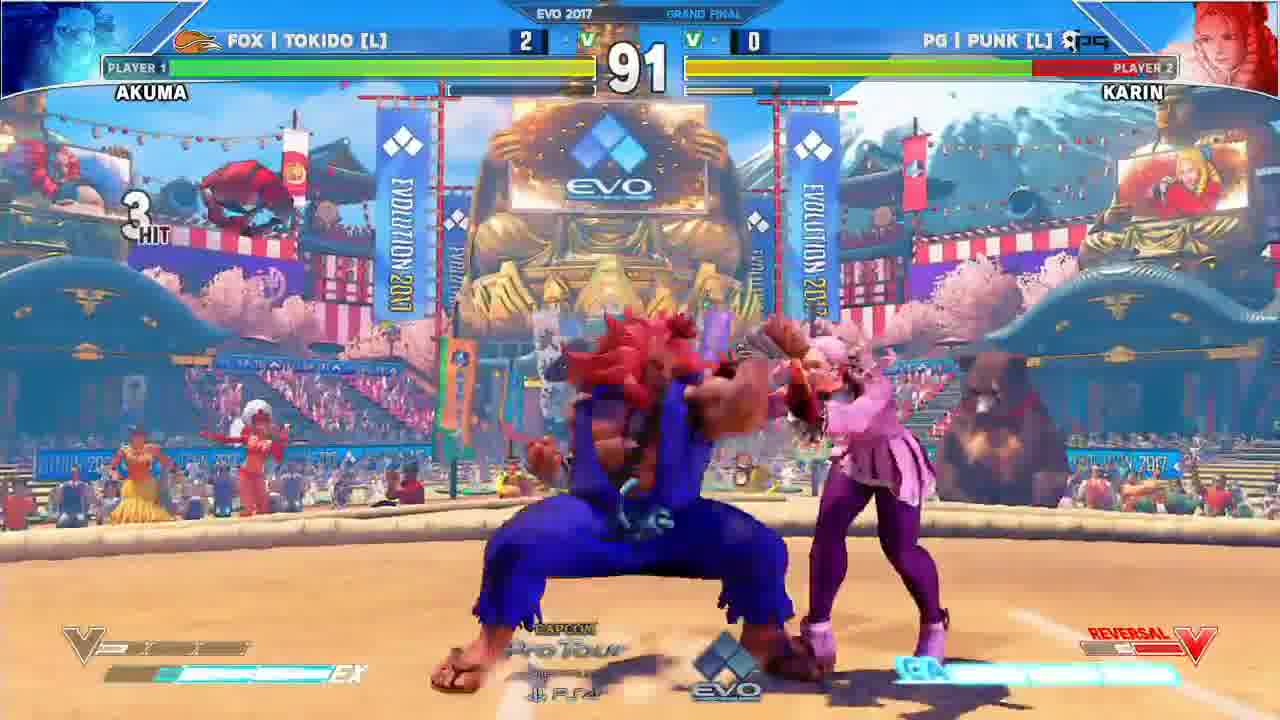 EVO 2017 GRAND FINAL
FOX | TOKIDO [L] 2 V 91 V 0 PG | PUNK [L]
PLAYER 1 PLAYER 2
AKUMA KARIN
EVO
3 HIT
EVOLUTION 2017
EVOLUTION 2017
REVERSAL
V V
EX
CAPCOM
Pro Tour
PS4
EVO